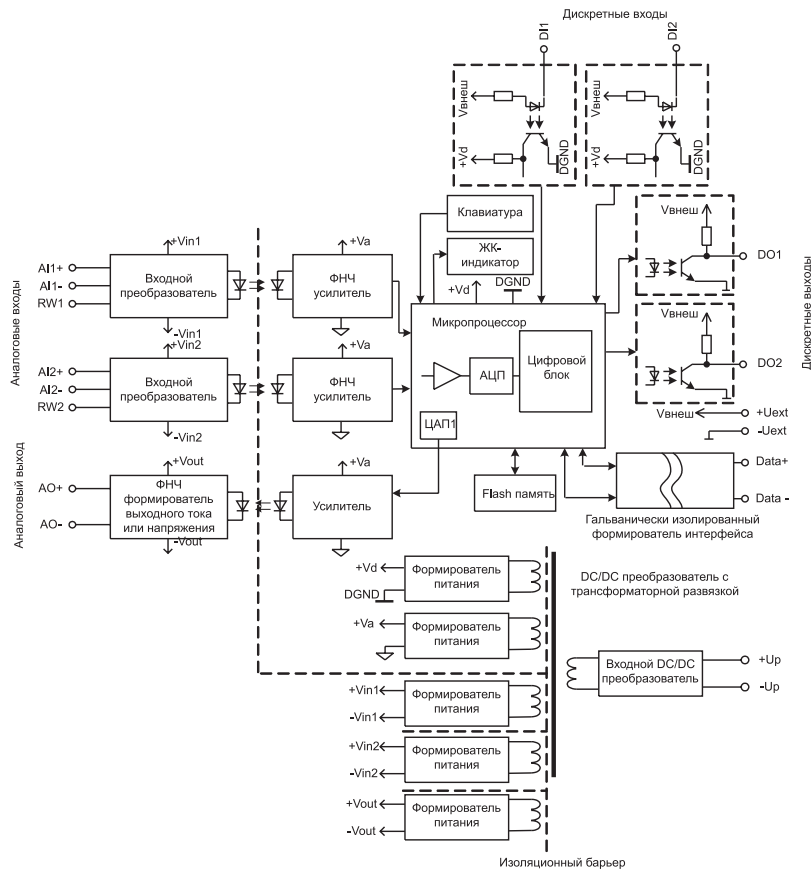 Дискретные входы
DI1
DI2
Vвнеш
+Vd
DGND
Vвнеш
+Vd
DGND
Клавиатура
ЖК-
индикатор
+Vd
DGND
Vвнеш
DO1
Vвнеш
DO2
Дискретные выходы
Vвнеш
+Uext
-Uext
Аналоговые входы
AI1+
AI1-
RW1
+Vin1
Входной
преобразователь
-Vin1
+Va
ФНЧ
усилитель
AI2+
AI2-
RW2
+Vin2
Входной
преобразователь
-Vin2
+Va
ФНЧ
усилитель
Микропроцессор
АЦП
Цифровой
блок
ЦАП1
Аналоговый выход
AO+
AO-
+Vout
ФНЧ
формирователь
выходного тока
или напряжения
-Vout
+Va
Усилитель
Flash память
Data+
Data -
Гальванически изолированный
формирователь интерфейса
+Vd
DGND
Формирователь
питания
+Va
Формирователь
питания
DC/DC преобразователь с
трансформаторной развязкой
Входной DC/DC
преобразователь
+Up
-Up
+Vin1
-Vin1
Формирователь
питания
+Vin2
-Vin2
Формирователь
питания
+Vout
-Vout
Формирователь
питания
Изоляционный барьер